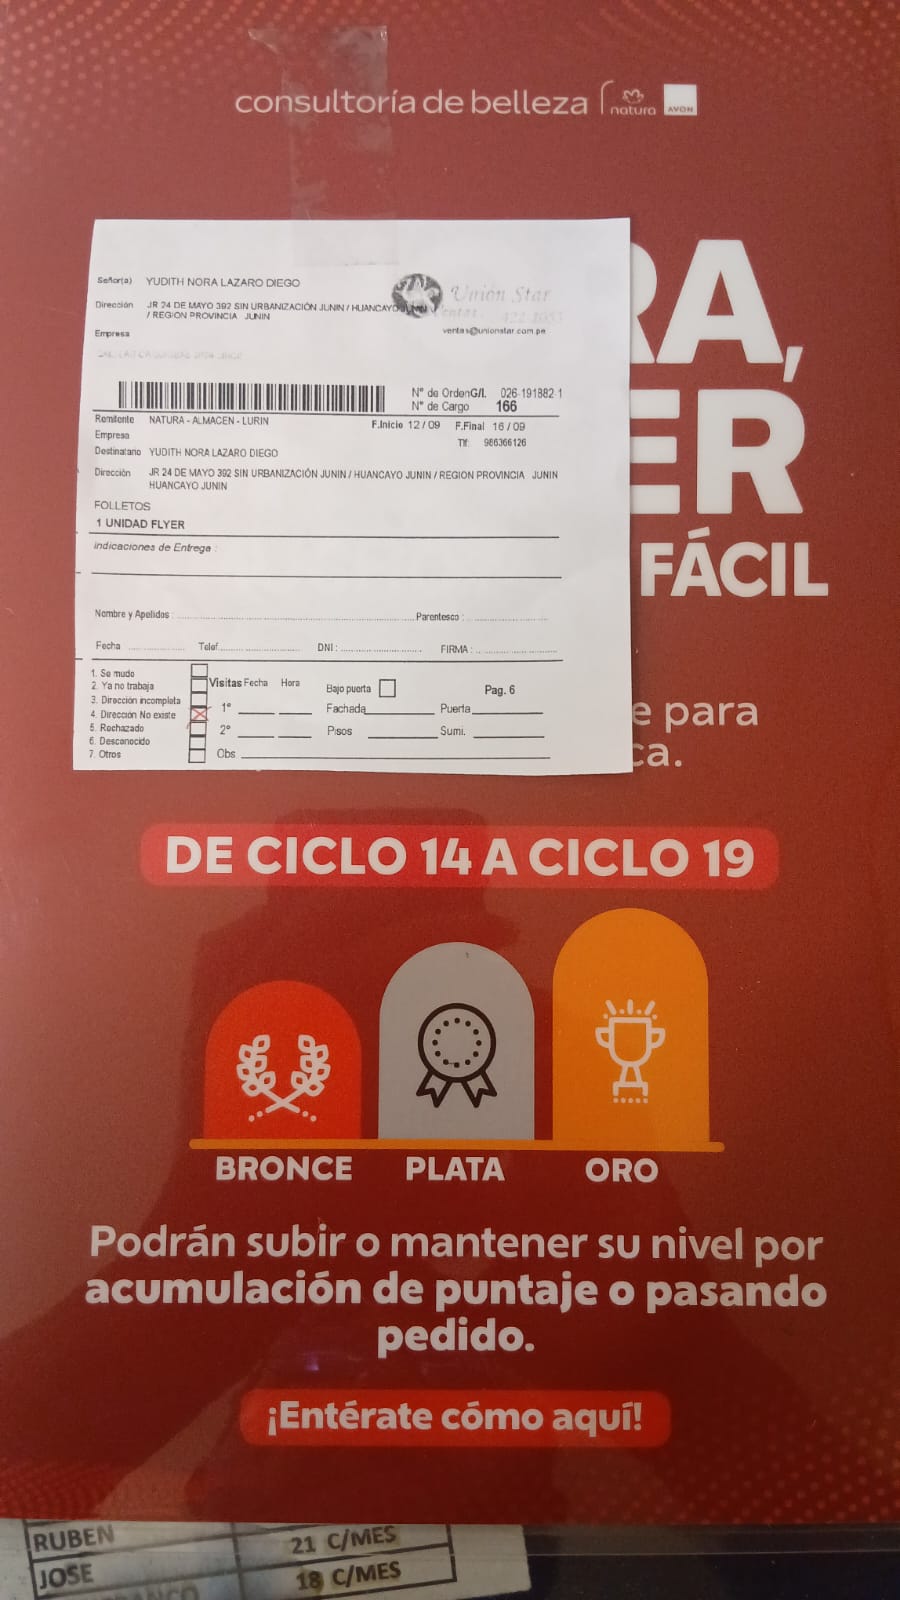 consultoría de belleza
natura
AVON
RA,
ER
FÁCIL
e para
ca.
Señor(a) YUDITH NORA LAZARO DIEGO
Dirección JR 24 DE MAYO 392 SIN URBANIZACIÓN JUNIN / HUANCAYO JUNIN
/ REGION PROVINCIA JUNIN
Empresa
Unión Star
ventas@unionstar.com.pe
N° de OrdenG/I. 026-191882-1
N° de Cargo 166
Remitente NATURA - ALMACEN - LURIN F.Inicio 12 / 09 F.Final 16 / 09
Empresa Tlf: 986366126
Destinatario YUDITH NORA LAZARO DIEGO
Dirección JR 24 DE MAYO 392 SIN URBANIZACIÓN JUNIN / HUANCAYO JUNIN / REGION PROVINCIA JUNIN
HUANCAYO JUNIN
FOLLETOS
1 UNIDAD FLYER
Indicaciones de Entrega :
Nombre y Apelidos : Parentesco :
Fecha Telef. DNI : FIRMA :
1. Se mudo
2. Ya no trabaja
3. Dirección incompleta
4. Dirección No existe
5. Rechazado
6. Desconocido
7. Otros
Visitas Fecha Hora
1°
2°
Obs
Bajo puerta
Pag. 6
Fachada Puerta
Pisos Sumi.
DE CICLO 14 A CICLO 19
BRONCE PLATA ORO
Podrán subir o mantener su nivel por
acumulación de puntaje o pasando
pedido.
¡Entérate cómo aquí!
RUBEN 21 C/MES
JOSE 18 C/MES